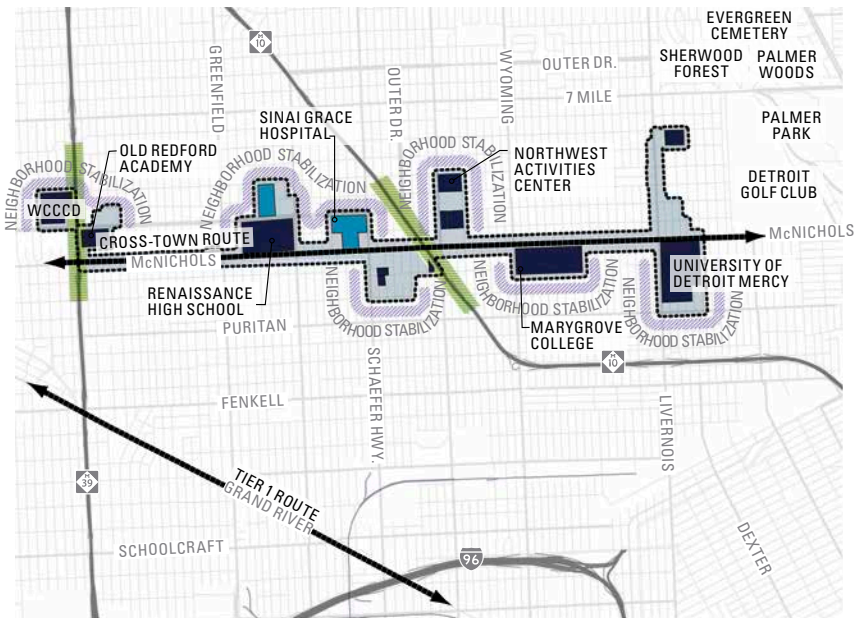 EVERGREEN
CEMETERY
SHERWOOD
FOREST
PALMER
WOODS
M
10
GREENFIELD
OUTER DR.
WYOMING
OUTER DR.
7 MILE
PALMER
PARK
SINAI GRACE
HOSPITAL
OLD REDFORD
ACADEMY
NEIGHBORHOOD STABILIZATION
NEIGHBORHOOD STABILIZATION
NEIGHBORHOOD STABILIZATION
NORTHWEST
ACTIVITIES
CENTER
DETROIT
GOLF CLUB
WCCCD
CROSS-TOWN ROUTE
McNICHOLS
McNICHOLS
UNIVERSITY OF
DETROIT MERCY
RENAISSANCE
HIGH SCHOOL
NEIGHBORHOOD STABILIZATION
NEIGHBORHOOD STABILIZATION
NEIGHBORHOOD STABILIZATION
PURITAN
MARYGROVE
COLLEGE
M
10
SCHAEFER HWY.
FENKELL
LIVERNOIS
M
39
TIER 1 ROUTE
GRAND RIVER
SCHOOLCRAFT
96
DEXTER